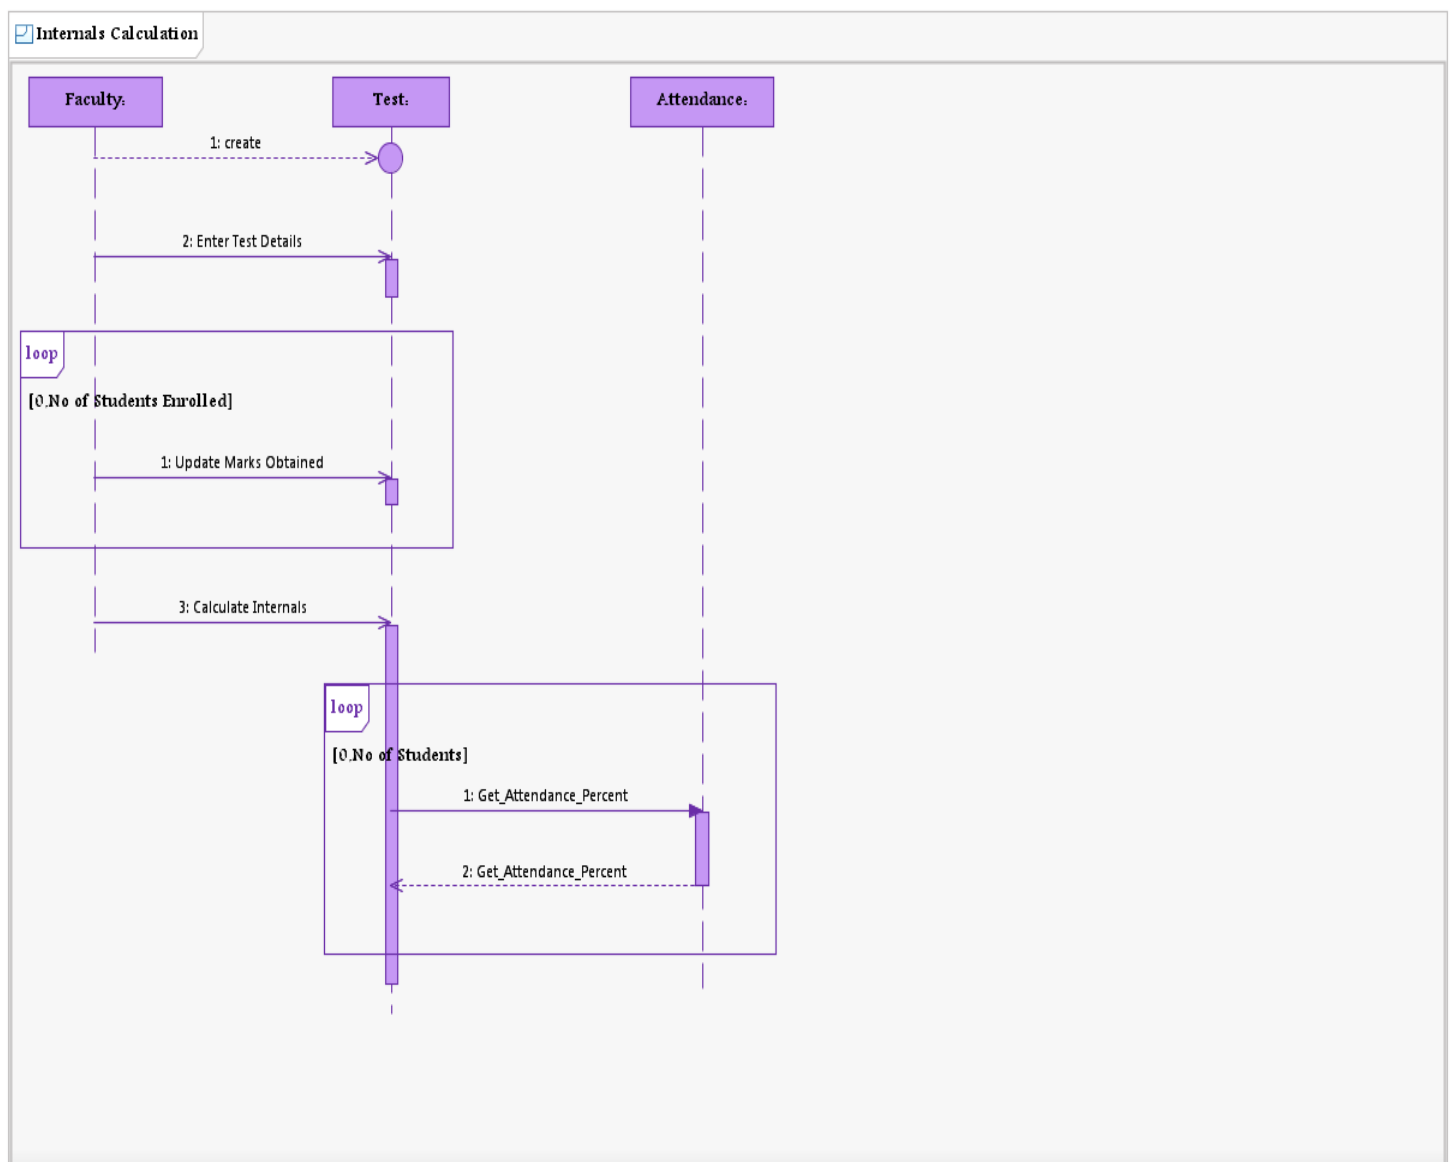 Internals Calculation
Faculty:
Test:
Attendance:
1: create
2: Enter Test Details
loop
[0,No of Students Enrolled]
1: Update Marks Obtained
3: Calculate Internals
loop
[0,No of Students]
1: Get_Attendance_Percent
2: Get_Attendance_Percent